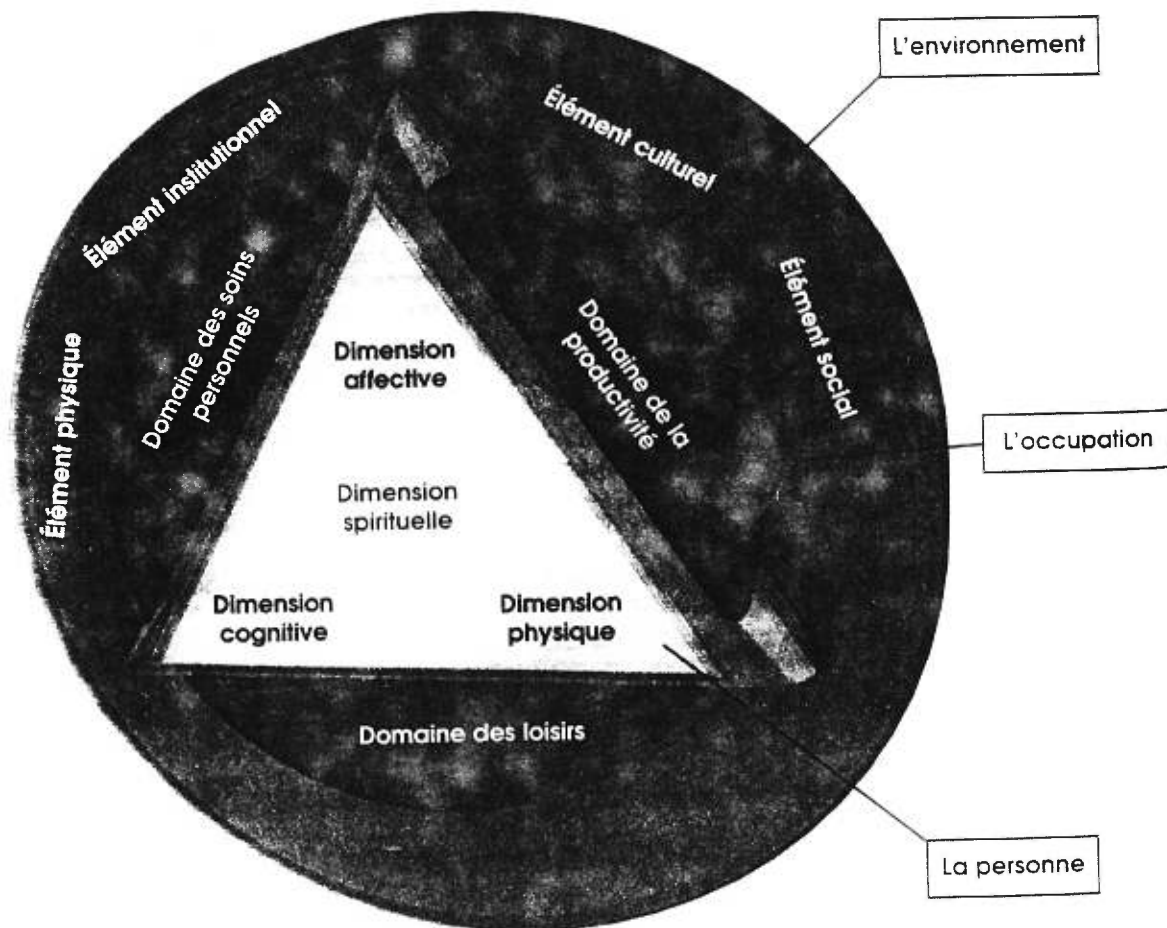 L'environnement
Élément culturel
Élément institutionnel
Élément social
Élément physique
Domaine des soins
personnels
Domaine de la
productivité
Dimension
affective
L'occupation
Dimension
spirituelle
Dimension
cognitive
Dimension
physique
Domaine des loisirs
La personne